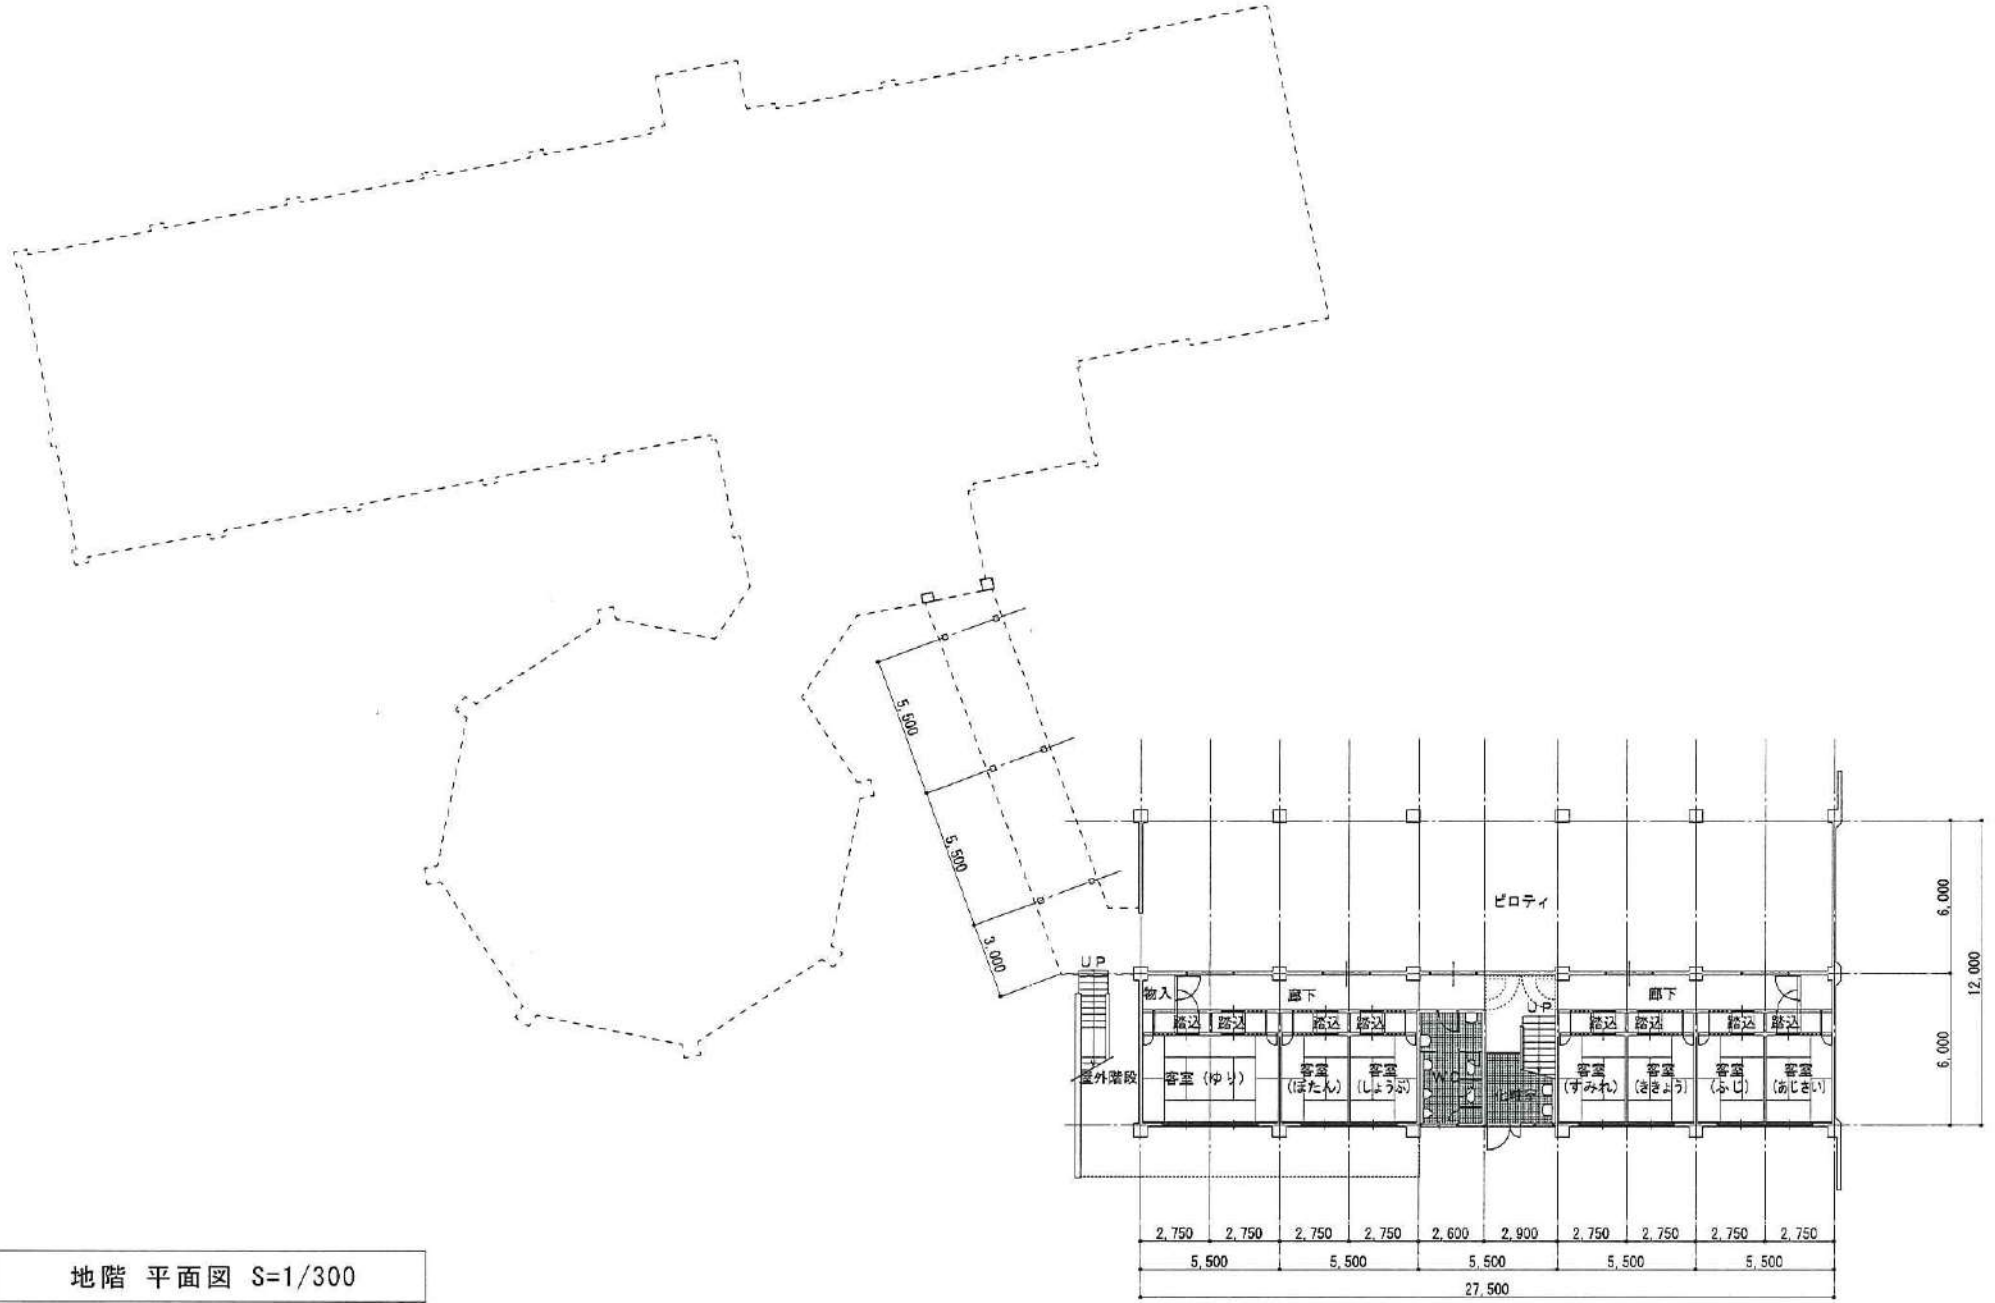 5,500
5,500
3,000
ピロティ
6,000
12,000
6,000
UP
物入
廊下
UP
廊下
踏込
踏込
踏込
踏込
踏込
踏込
踏込
踏込
屋外階段
客室(ゆり)
客室
(ぼたん)
客室
(しょうぶ)
WC
化粧室
客室
(すみれ)
客室
(ききょう)
客室
(ふじ)
客室
(あじさい)
2,750
2,750
2,750
2,750
2,600
2,900
2,750
2,750
2,750
2,750
5,500
5,500
5,500
5,500
5,500
27,500
地階 平面図 S=1/300